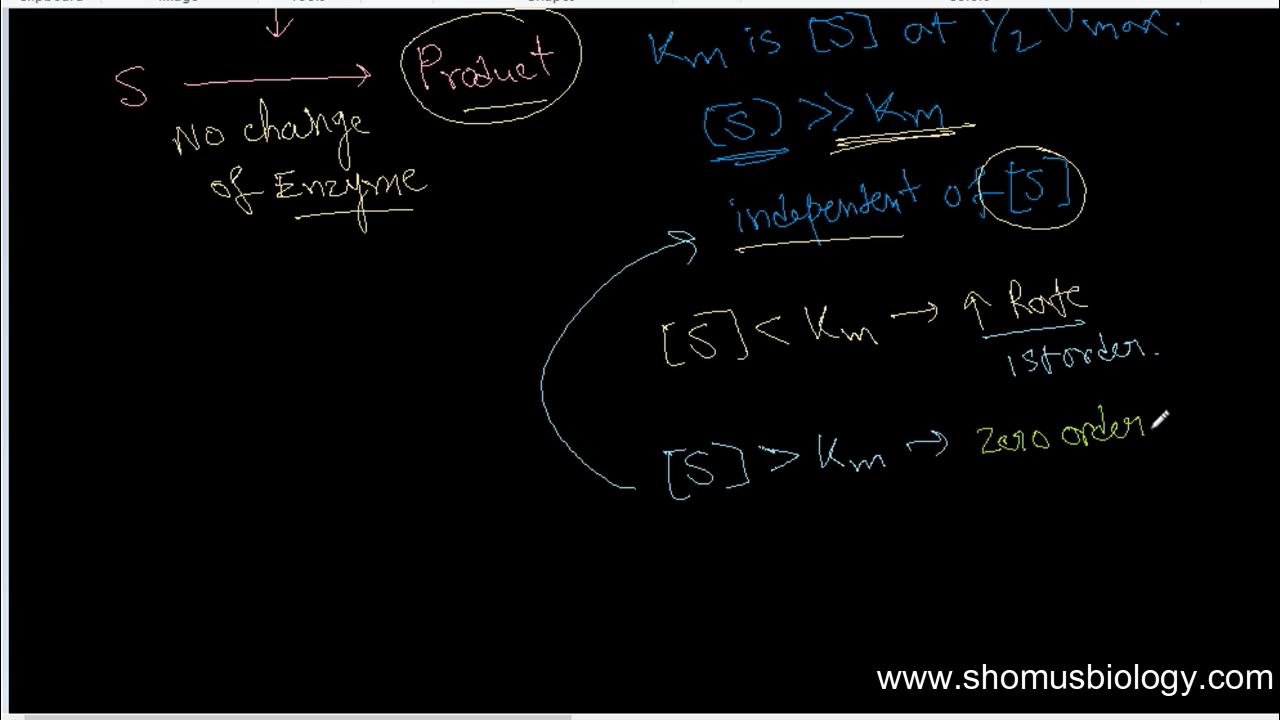 S → Product
No change
of Enzyme
Km is [S] at 1/2 Vmax.
[S] >> Km
independent of [S]
[S] < Km → ↑ Rate
1st order.
[S] > Km → Zero order
www.shomusbiology.com